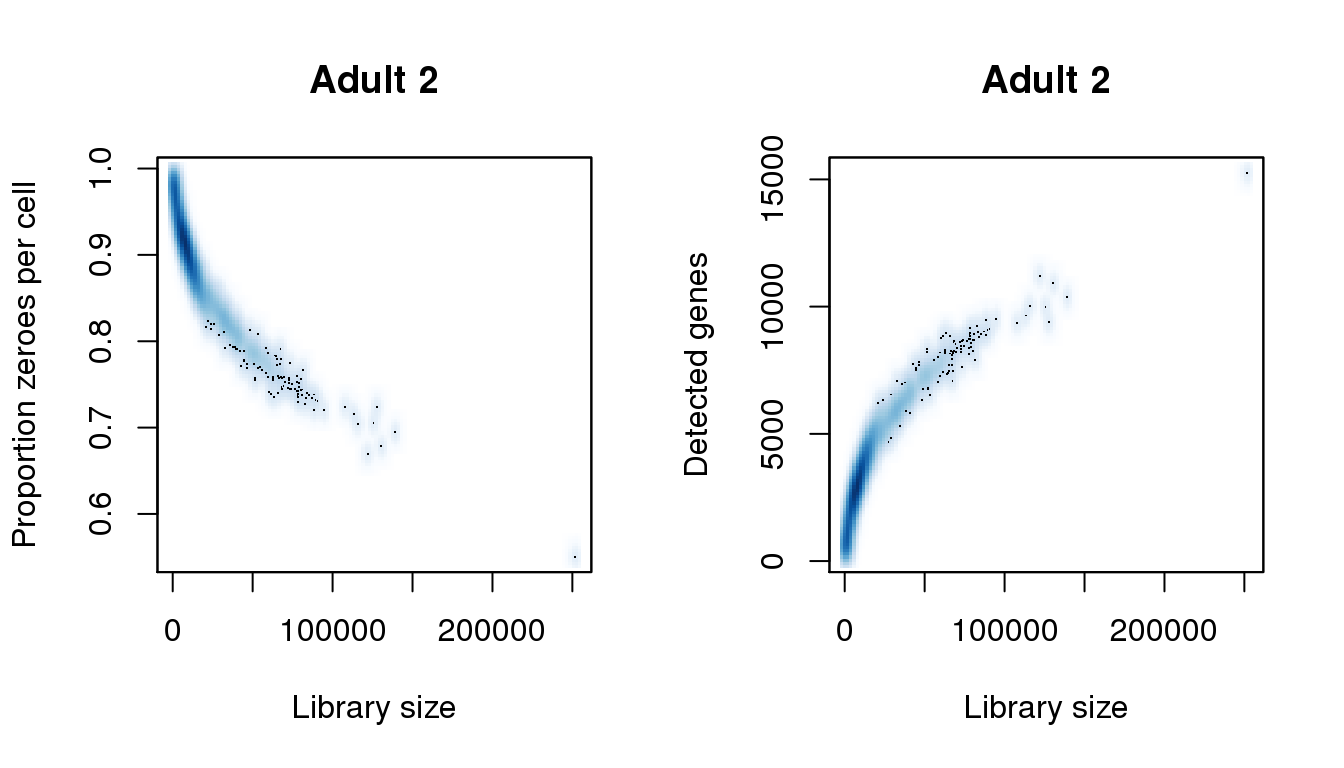 Adult 2
Proportion zeroes per cell
1.0
0.9
0.8
0.7
0.6
0 100000 200000
Library size
Adult 2
Detected genes
15000
10000
5000
0
0 100000 200000
Library size